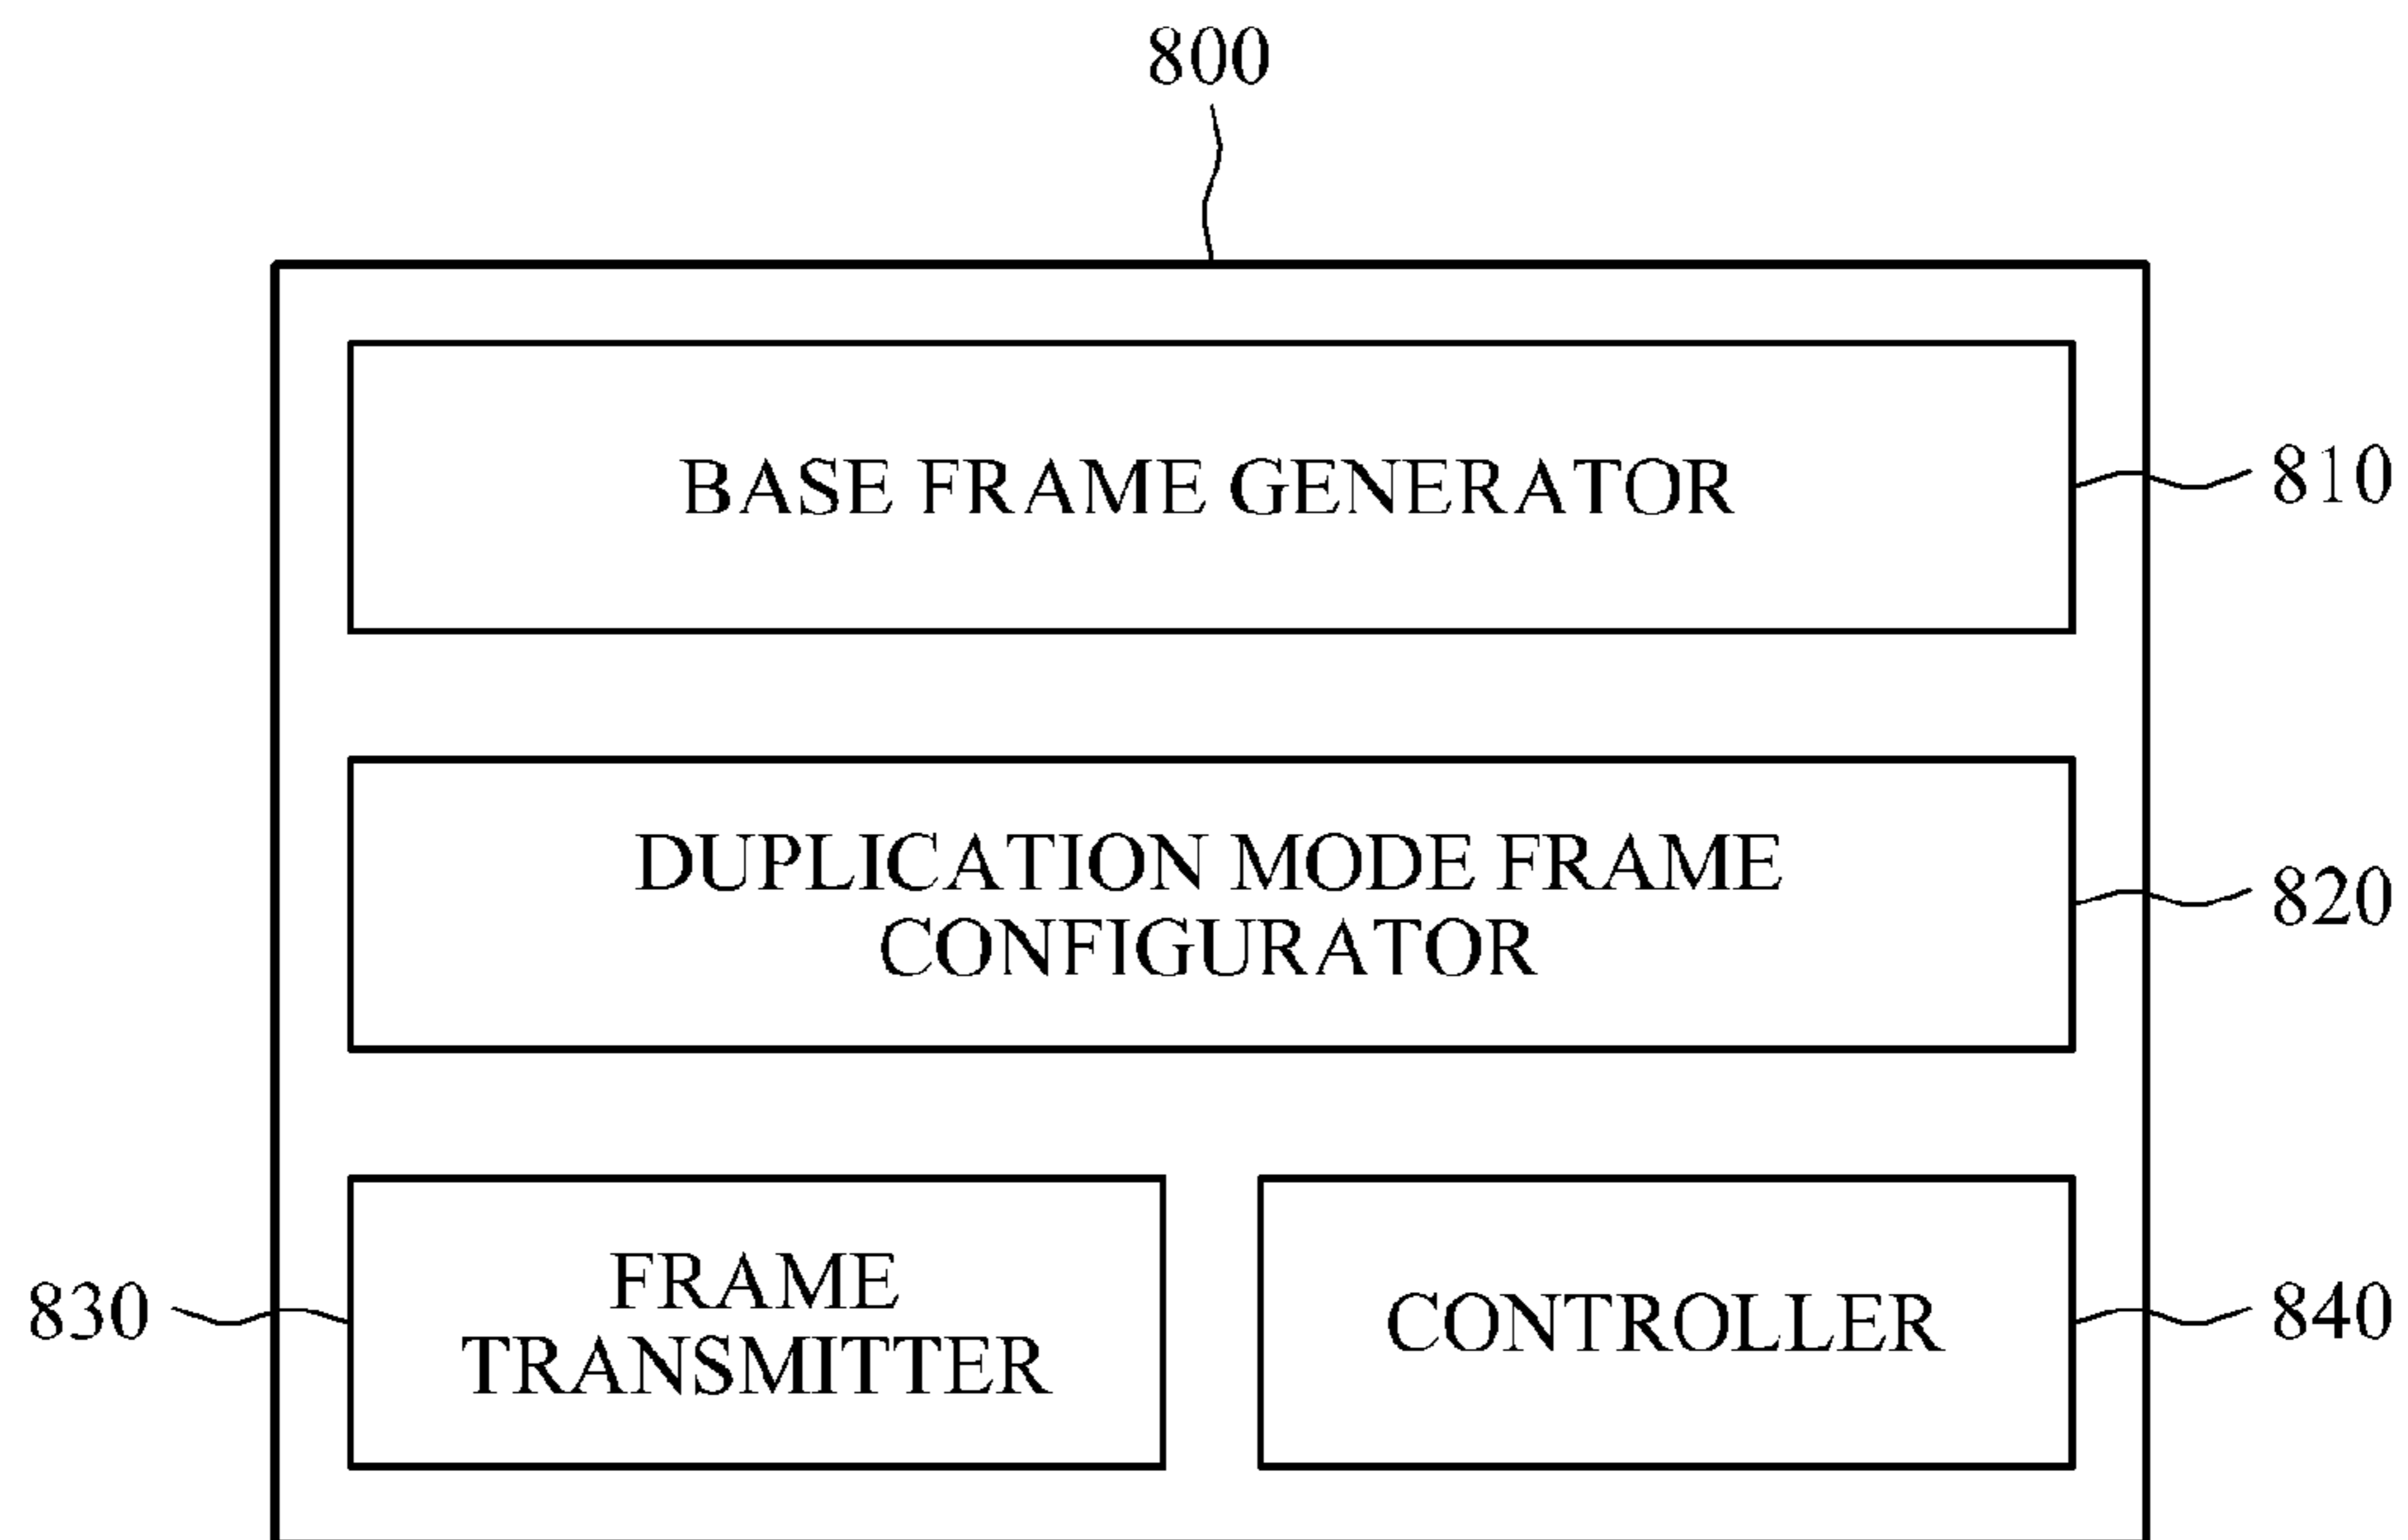 800
BASE FRAME GENERATOR
810
DUPLICATION MODE FRAME
CONFIGURATOR
820
830
FRAME
TRANSMITTER
CONTROLLER
840